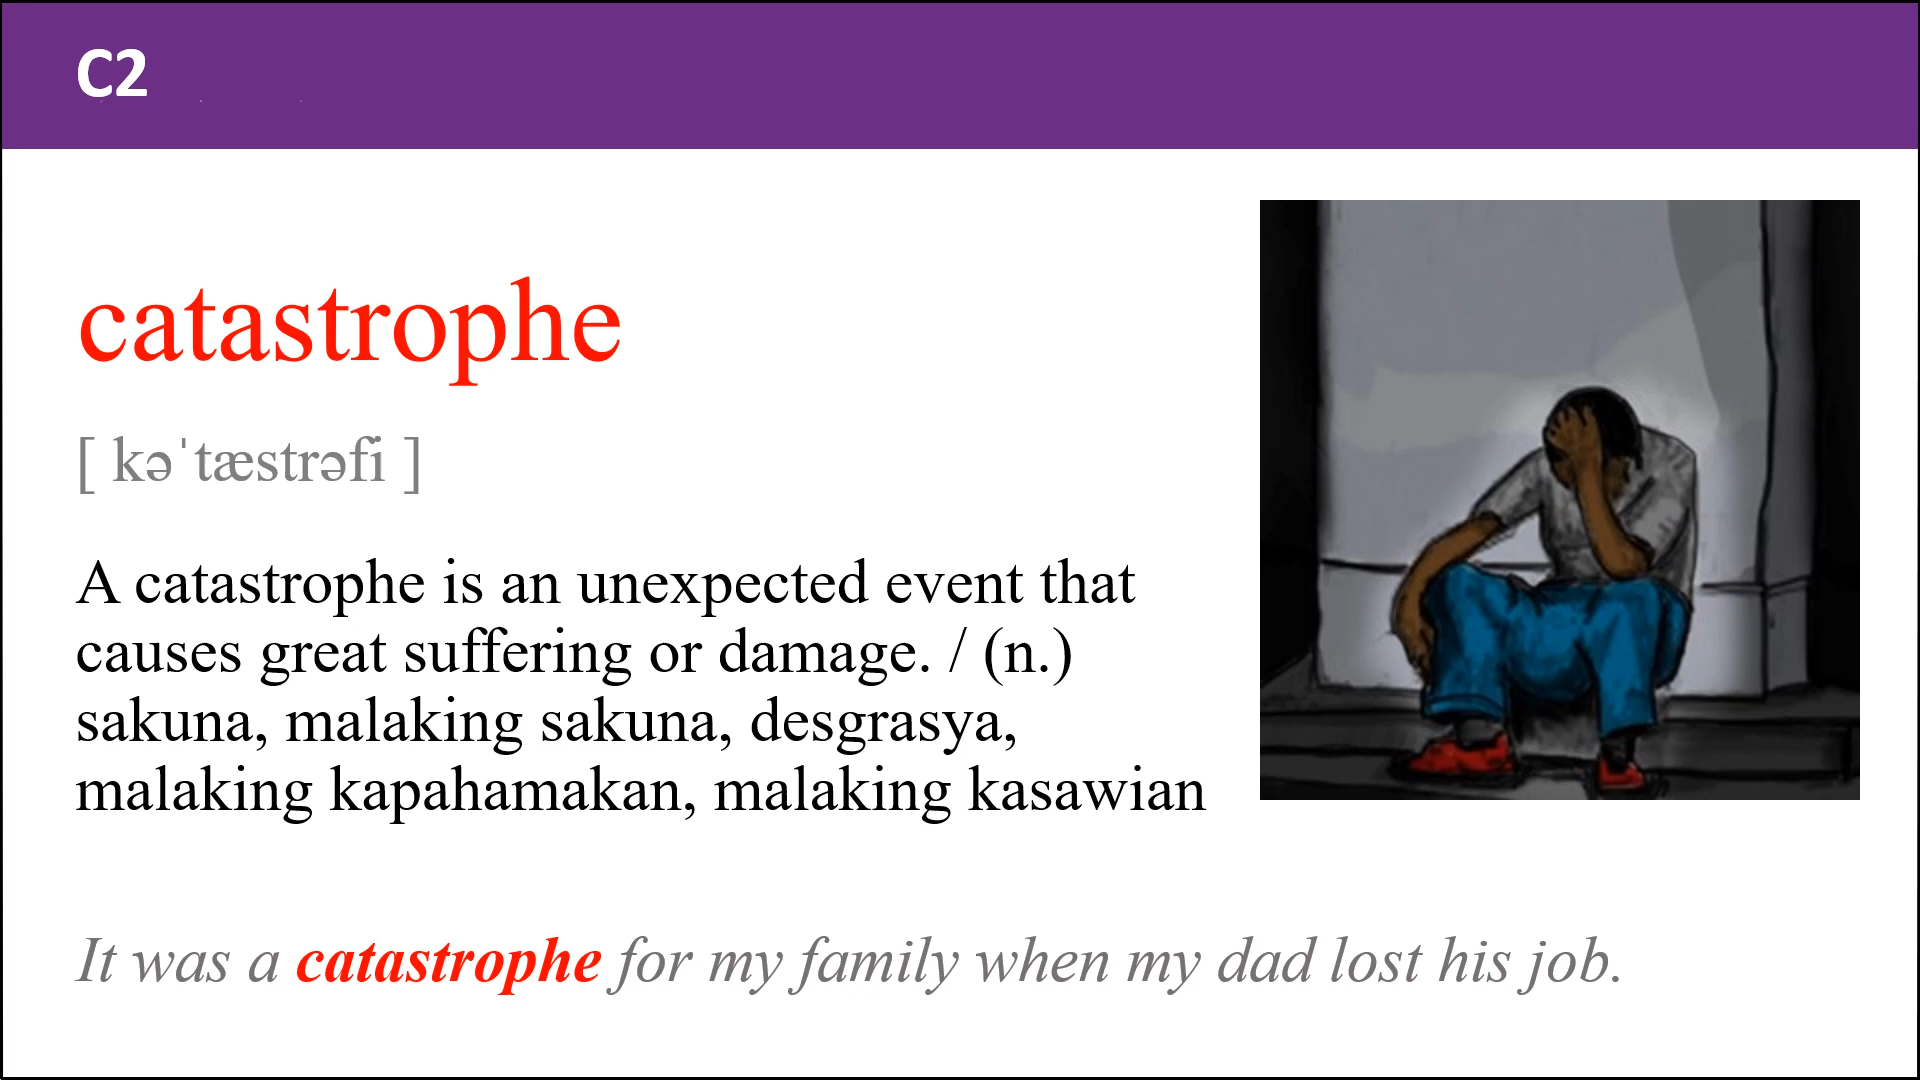 C2
catastrophe
[ kəˈtæstrəfi ]
A catastrophe is an unexpected event that
causes great suffering or damage. / (n.)
sakuna, malaking sakuna, desgrasya,
malaking kapahamakan, malaking kasawian
It was a catastrophe for my family when my dad lost his job.